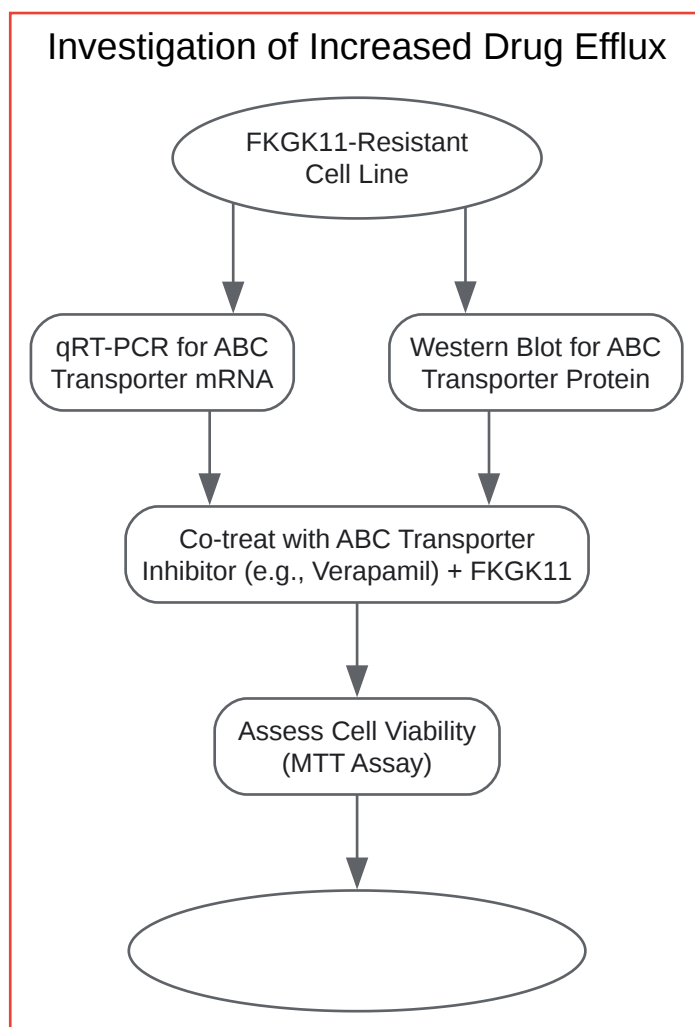 Investigation of Increased Drug Efflux
FKGK11-Resistant
Cell Line
qRT-PCR for ABC
Transporter mRNA
Western Blot for ABC
Transporter Protein
Co-treat with ABC Transporter
Inhibitor (e.g., Verapamil) + FKGK11
Assess Cell Viability
(MTT Assay)